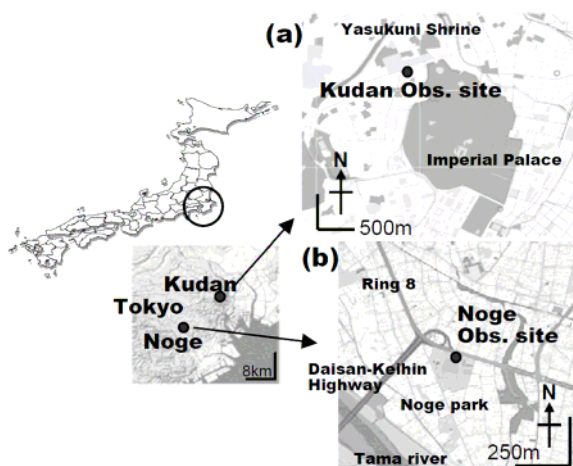 (a)
Yasukuni Shrine
Kudan Obs. site
Imperial Palace
N
500m
Kudan
Tokyo
Noge
8km
(b)
Ring 8
Noge
Obs. site
Daisan-Keihin
Highway
Noge park
N
Tama river
250m